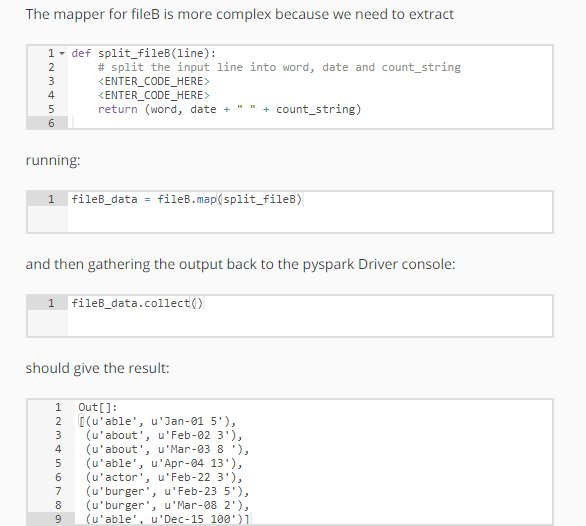 The mapper for fileB is more complex because we need to extract
1 def split_fileB(line):
2 # split the input line into word, date and count_string
3 <ENTER_CODE_HERE>
4 <ENTER_CODE_HERE>
5 return (word, date + " " + count_string)
6
running:
1 fileB_data = fileB.map(split_fileB)
and then gathering the output back to the pyspark Driver console:
1 fileB_data.collect()
should give the result:
1 Out[]:
2 [(u'able', u'Jan-01 5'),
3 (u'about', u'Feb-02 3'),
4 (u'about', u'Mar-03 8 '),
5 (u'able', u'Apr-04 13'),
6 (u'actor', u'Feb-22 3'),
7 (u'burger', u'Feb-23 5'),
8 (u'burger', u'Mar-08 2'),
9 (u'able', u'Dec-15 100')]